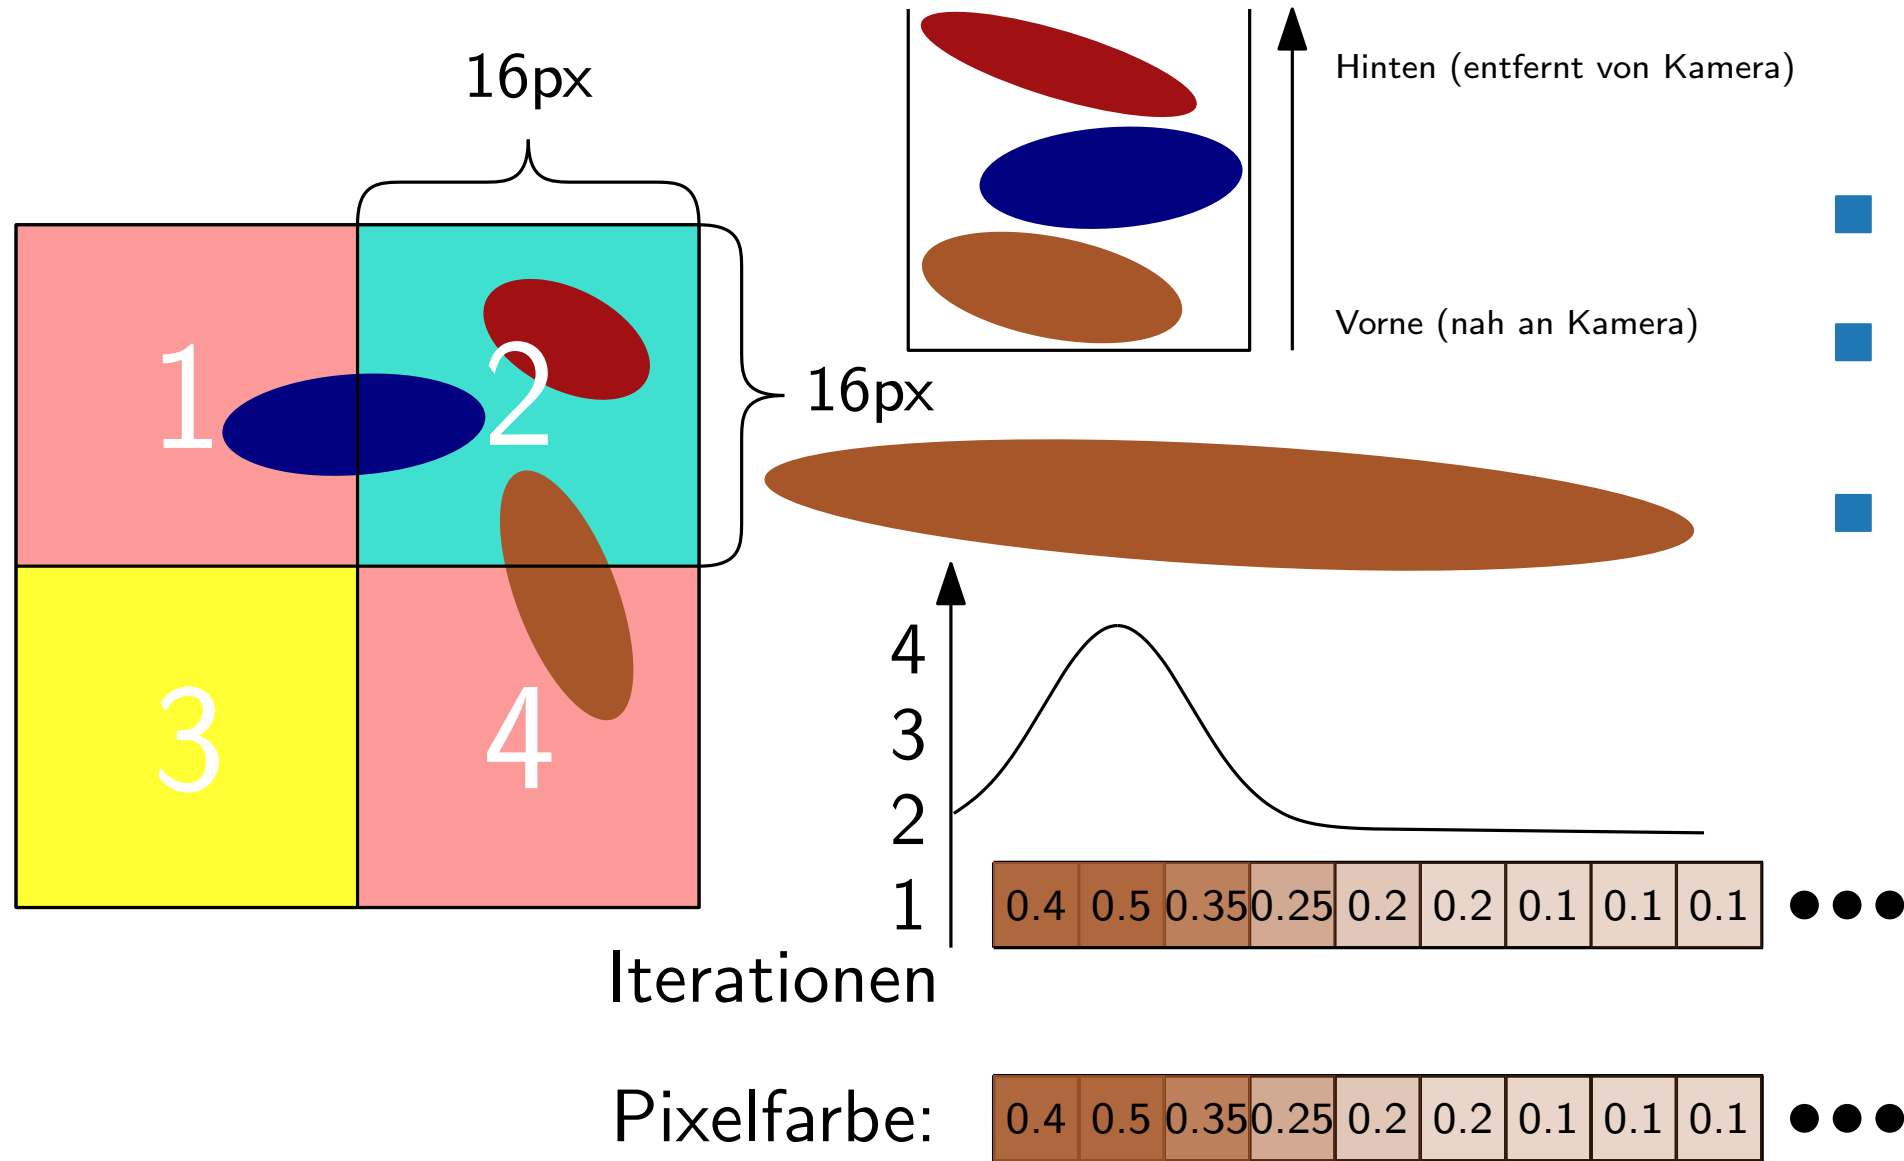 16px
Hinten (entfernt von Kamera)
Vorne (nah an Kamera)
16px
1
2
3
4
4
3
2
1
0.4 0.5 0.35 0.25 0.2 0.2 0.1 0.1 0.1
Iterationen
Pixelfarbe: 0.4 0.5 0.35 0.25 0.2 0.2 0.1 0.1 0.1